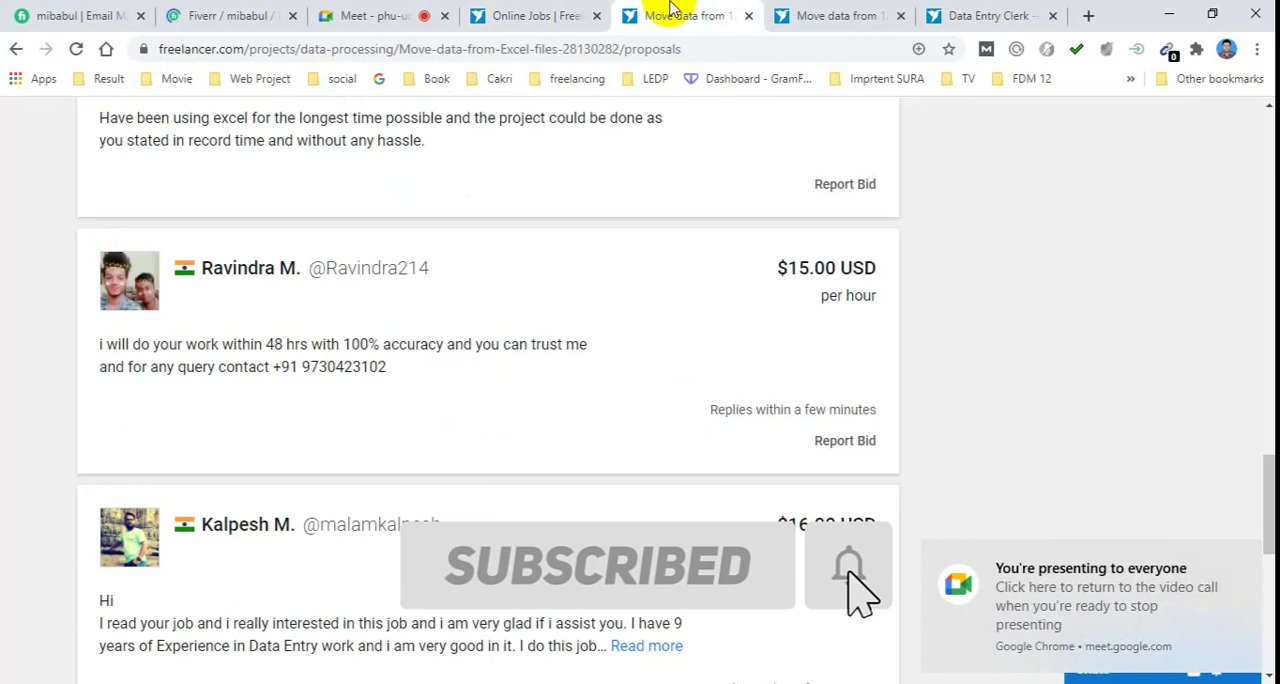 mibabul | Email M
Fiverr / mibabul /
Meet - phu-u
Online Jobs | Free
Move data from 1
Move data from 1
Data Entry Clerk -
freelancer.com/projects/data-processing/Move-data-from-Excel-files-28130282/proposals
Apps
Result
Movie
Web Project
social
Book
Cakri
freelancing
LEDP
Dashboard - GramF...
Imprtent SURA
TV
FDM 12
»
Other bookmarks
Have been using excel for the longest time possible and the project could be done as
you stated in record time and without any hassle.
Report Bid
Ravindra M. @Ravindra214
$15.00 USD
per hour
i will do your work within 48 hrs with 100% accuracy and you can trust me
and for any query contact +91 9730423102
Replies within a few minutes
Report Bid
Kalpesh M. @malamkalpesh
$16.00 USD
SUBSCRIBED
Hi
I read your job and i really interested in this job and i am very glad if i assist you. I have 9
years of Experience in Data Entry work and i am very good in it. I do this job... Read more
You're presenting to everyone
Click here to return to the video call
when you're ready to stop
presenting
Google Chrome • meet.google.com